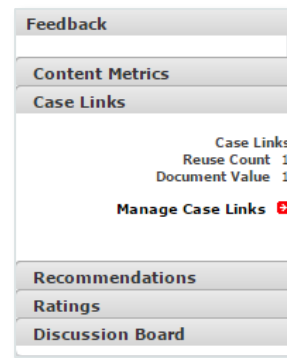 Feedback
Content Metrics
Case Links
Case Links
Reuse Count 1
Document Value 1
Manage Case Links
Recommendations
Ratings
Discussion Board